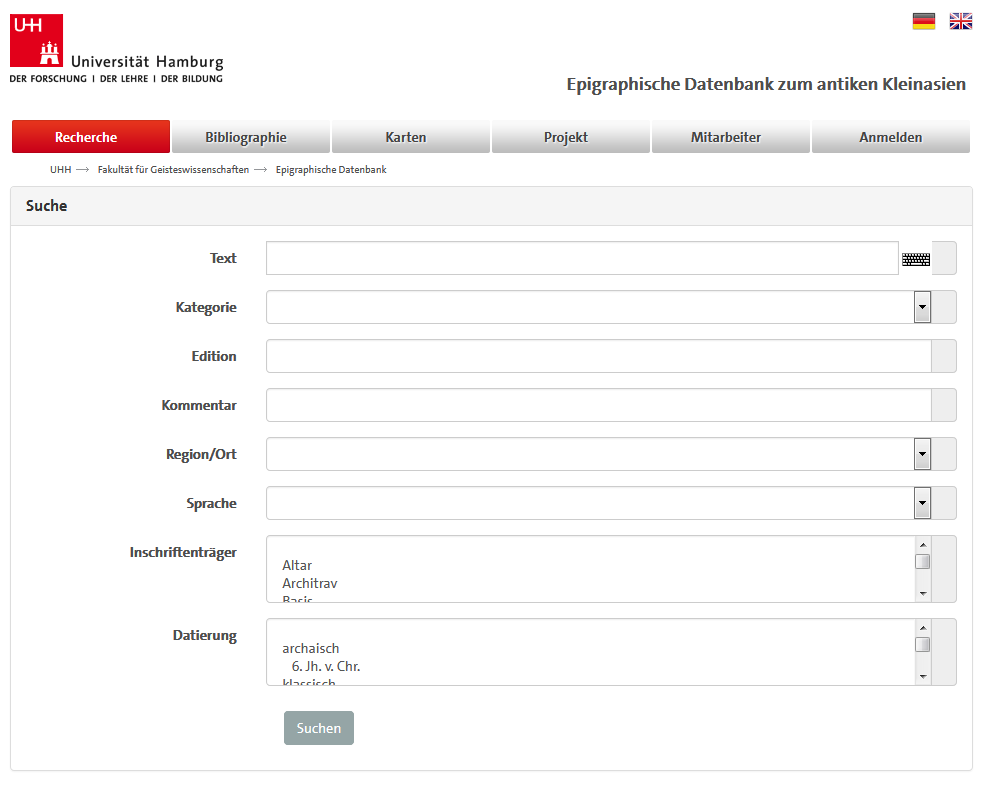 UHH
Universität Hamburg
DER FORSCHUNG | DER LEHRE | DER BILDUNG
Epigraphische Datenbank zum antiken Kleinasien
Recherche Bibliographie Karten Projekt Mitarbeiter Anmelden
UHH → Fakultät für Geisteswissenschaften → Epigraphische Datenbank
Suche
Text
Kategorie
Edition
Kommentar
Region/Ort
Sprache
Inschriftenträger
Altar
Architrav
Basis
Datierung
archaisch
6. Jh. v. Chr.
klassisch
Suchen